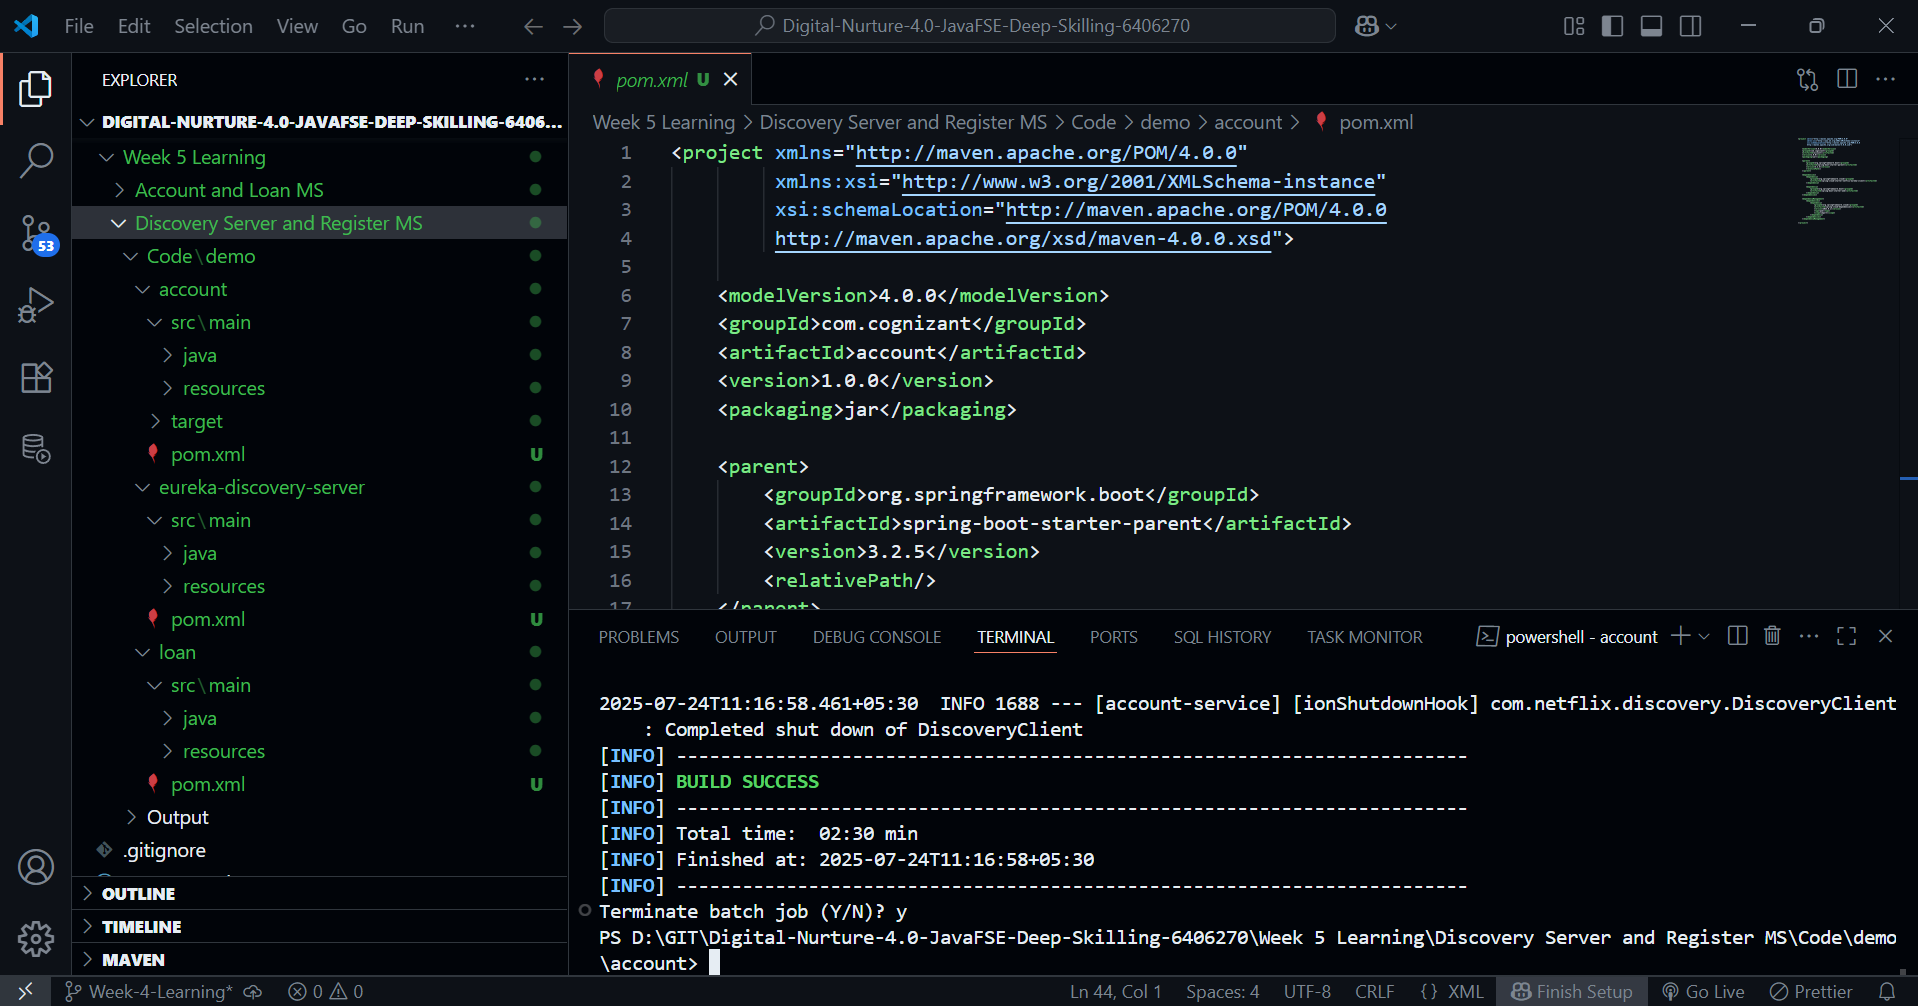 File Edit Selection View Go Run ··· Digital-Nurture-4.0-JavaFSE-Deep-Skilling-6406270
EXPLORER ···
DIGITAL-NURTURE-4.0-JAVAFSE-DEEP-SKILLING-6406...
Week 5 Learning
Account and Loan MS
Discovery Server and Register MS
Code\demo
account
src\main
java
resources
target
pom.xml U
eureka-discovery-server
src\main
java
resources
pom.xml U
loan
src\main
java
resources
pom.xml U
Output
.gitignore
OUTLINE
TIMELINE
MAVEN
53
pom.xml U
Week 5 Learning > Discovery Server and Register MS > Code > demo > account > pom.xml
1 <project xmlns="http://maven.apache.org/POM/4.0.0"
2 xmlns:xsi="http://www.w3.org/2001/XMLSchema-instance"
3 xsi:schemaLocation="http://maven.apache.org/POM/4.0.0
4 http://maven.apache.org/xsd/maven-4.0.0.xsd">
5
6 <modelVersion>4.0.0</modelVersion>
7 <groupId>com.cognizant</groupId>
8 <artifactId>account</artifactId>
9 <version>1.0.0</version>
10 <packaging>jar</packaging>
11
12 <parent>
13 <groupId>org.springframework.boot</groupId>
14 <artifactId>spring-boot-starter-parent</artifactId>
15 <version>3.2.5</version>
16 <relativePath/>
17 </parent>
PROBLEMS OUTPUT DEBUG CONSOLE TERMINAL PORTS SQL HISTORY TASK MONITOR powershell - account
2025-07-24T11:16:58.461+05:30  INFO 1688 --- [account-service] [ionShutdownHook] com.netflix.discovery.DiscoveryClient
: Completed shut down of DiscoveryClient
[INFO] ------------------------------------------------------------------------
[INFO] BUILD SUCCESS
[INFO] ------------------------------------------------------------------------
[INFO] Total time:  02:30 min
[INFO] Finished at: 2025-07-24T11:16:58+05:30
[INFO] ------------------------------------------------------------------------
Terminate batch job (Y/N)? y
PS D:\GIT\Digital-Nurture-4.0-JavaFSE-Deep-Skilling-6406270\Week 5 Learning\Discovery Server and Register MS\Code\demo
\account>
Week-4-Learning* 0 0 Ln 44, Col 1 Spaces: 4 UTF-8 CRLF {} XML Finish Setup Go Live Prettier